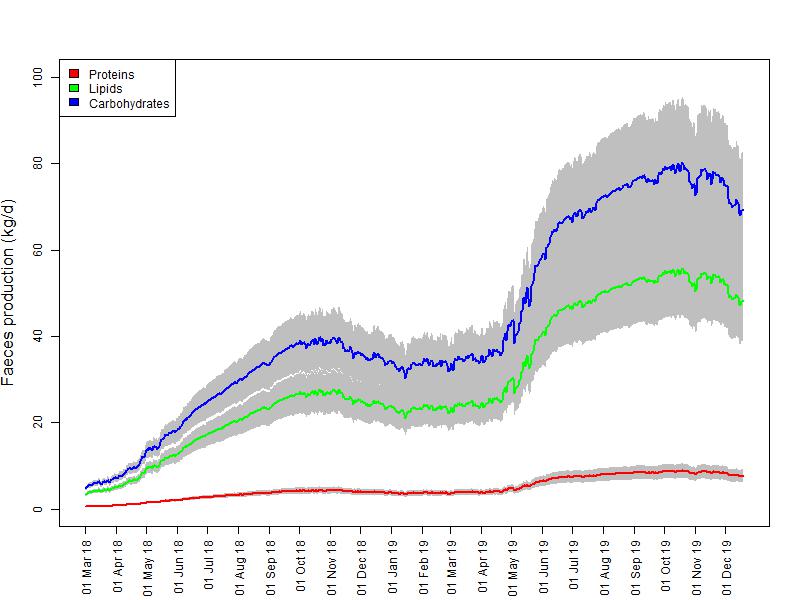 Proteins
Lipids
Carbohydrates
Faeces production (kg/d)
100
80
60
40
20
0
01 Mar 18
01 Apr 18
01 May 18
01 Jun 18
01 Jul 18
01 Aug 18
01 Sep 18
01 Oct 18
01 Nov 18
01 Dec 18
01 Jan 19
01 Feb 19
01 Mar 19
01 Apr 19
01 May 19
01 Jun 19
01 Jul 19
01 Aug 19
01 Sep 19
01 Oct 19
01 Nov 19
01 Dec 19